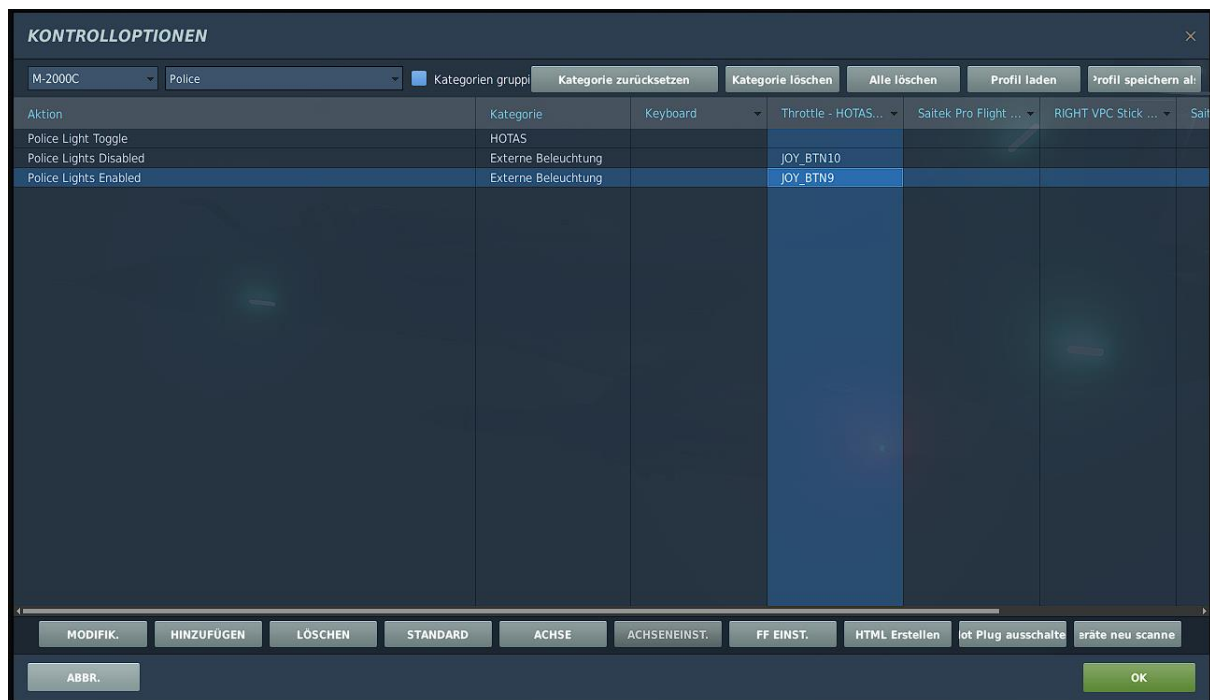 KONTROLLOPTIONEN
M-2000C Police Kategorien gruppi Kategorie zurücksetzen Kategorie löschen Alle löschen Profil laden Profil speichern al
Aktion Kategorie Keyboard Throttle - HOTAS... Saitek Pro Flight ... RIGHT VPC Stick ... Sait
Police Light Toggle HOTAS
Police Lights Disabled Externe Beleuchtung JOY_BTN10
Police Lights Enabled Externe Beleuchtung JOY_BTN9
MODIFIK. HINZUFÜGEN LÖSCHEN STANDARD ACHSE ACHSENEINST. FF EINST. HTML Erstellen ot Plug ausschalte eräte neu scanne
ABBR. OK